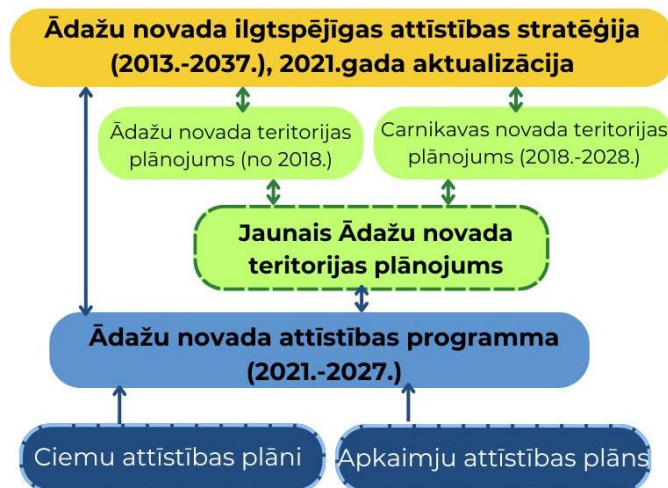 Ādažu novada ilgtspējīgas attīstības stratēģija
(2013.-2037.), 2021.gada aktualizācija
Ādažu novada teritorijas
plānojums (no 2018.)
Carnikavas novada teritorijas
plānojums (2018.-2028.)
Jaunais Ādažu novada
teritorijas plānojums
Ādažu novada attīstības programma
(2021.-2027.)
Ciemu attīstības plāni
Apkaimju attīstības plāns